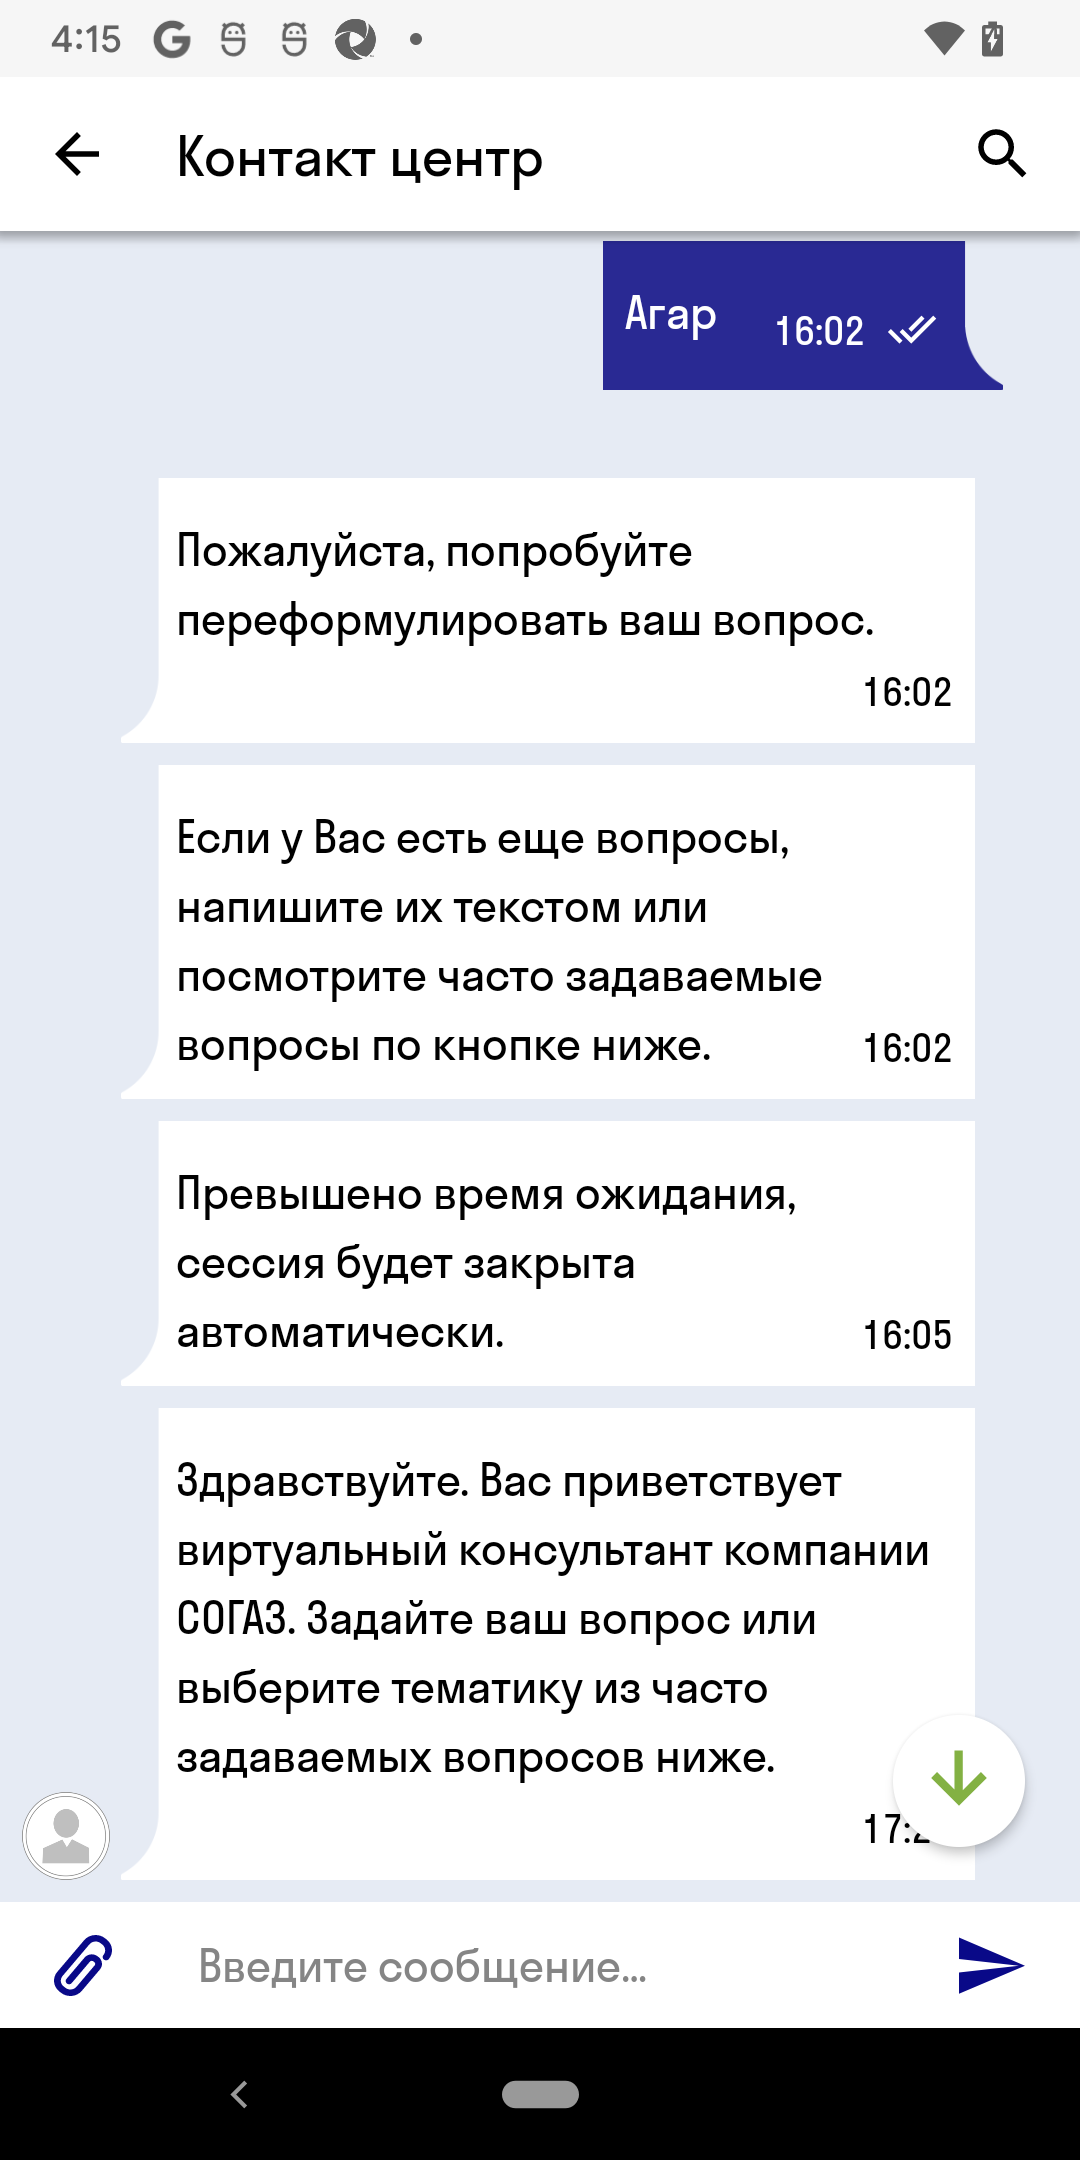 4:15
Контакт центр
Агар 16:02
Пожалуйста, попробуйте
переформулировать ваш вопрос.
16:02
Если у Вас есть еще вопросы,
напишите их текстом или
посмотрите часто задаваемые
вопросы по кнопке ниже. 16:02
Превышено время ожидания,
сессия будет закрыта
автоматически. 16:05
Здравствуйте. Вас приветствует
виртуальный консультант компании
СОГАЗ. Задайте ваш вопрос или
выберите тематику из часто
задаваемых вопросов ниже.
Введите сообщение...